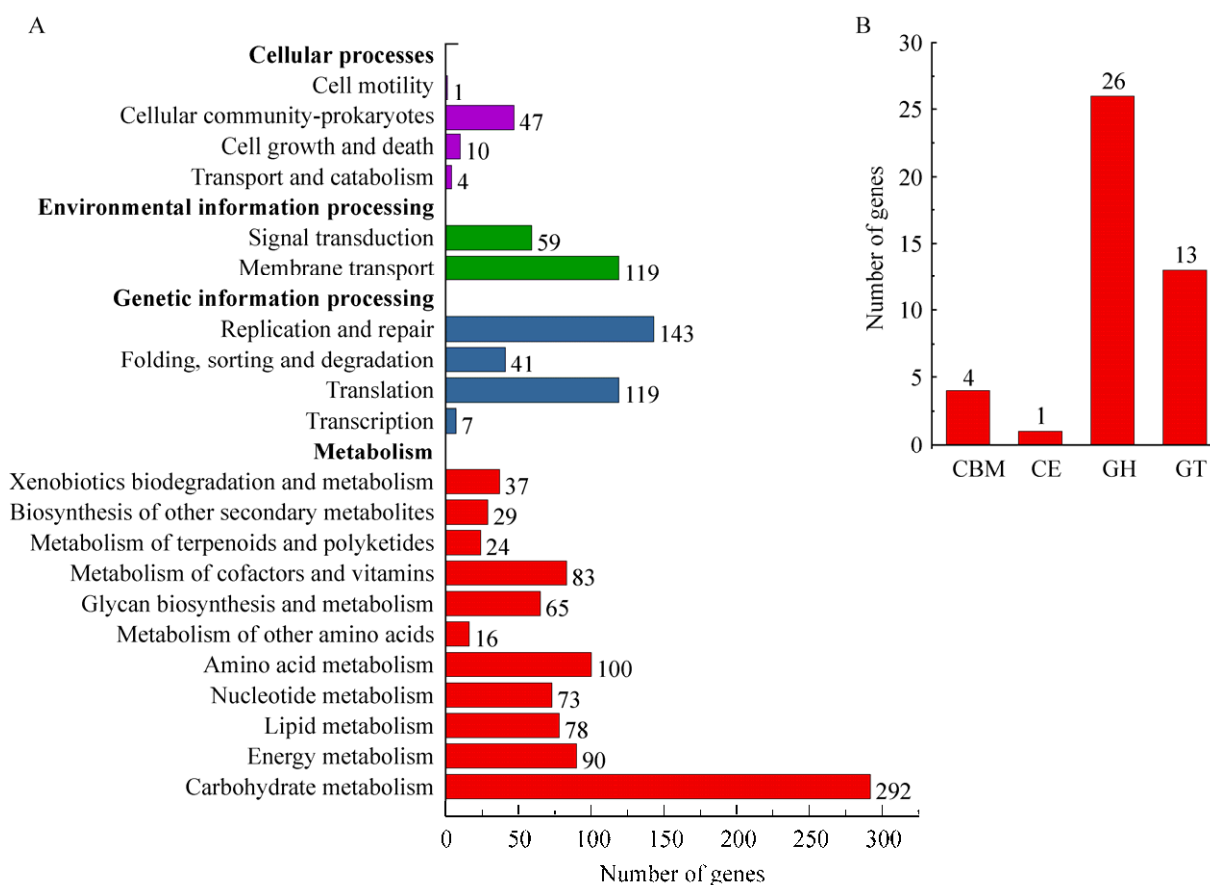 A
Cellular processes
Cell motility 1
Cellular community-prokaryotes 47
Cell growth and death 10
Transport and catabolism 4
Environmental information processing
Signal transduction 59
Membrane transport 119
Genetic information processing
Replication and repair 143
Folding, sorting and degradation 41
Translation 119
Transcription 7
Metabolism
Xenobiotics biodegradation and metabolism 37
Biosynthesis of other secondary metabolites 29
Metabolism of terpenoids and polyketides 24
Metabolism of cofactors and vitamins 83
Glycan biosynthesis and metabolism 65
Metabolism of other amino acids 16
Amino acid metabolism 100
Nucleotide metabolism 73
Lipid metabolism 78
Energy metabolism 90
Carbohydrate metabolism 292
0 50 100 150 200 250 300
Number of genes
B
Number of genes
30
25
20
15
10
5
0
4 1 26 13
CBM CE GH GT